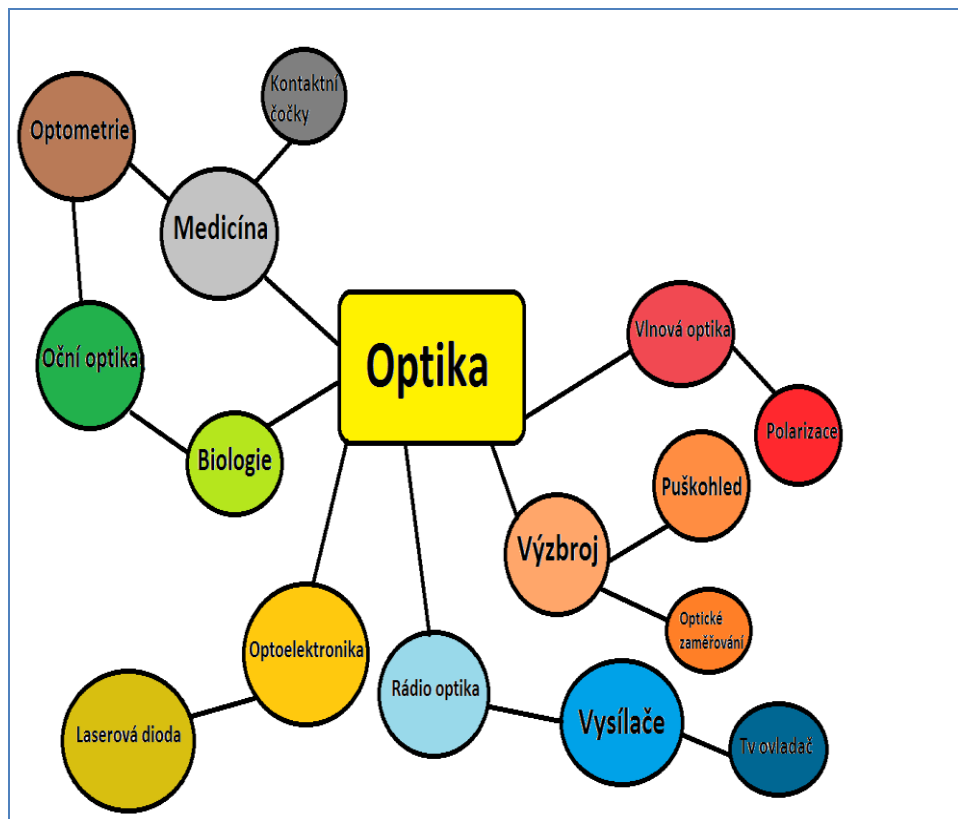 Kontaktní
čočky
Optometrie
Medicína
Vlnová optika
Oční optika
Optika
Polarizace
Biologie
Puškohled
Výzbroj
Optické
zaměřování
Optoelektronika
Rádio optika
Vysílače
Laserová dioda
Tv ovladač